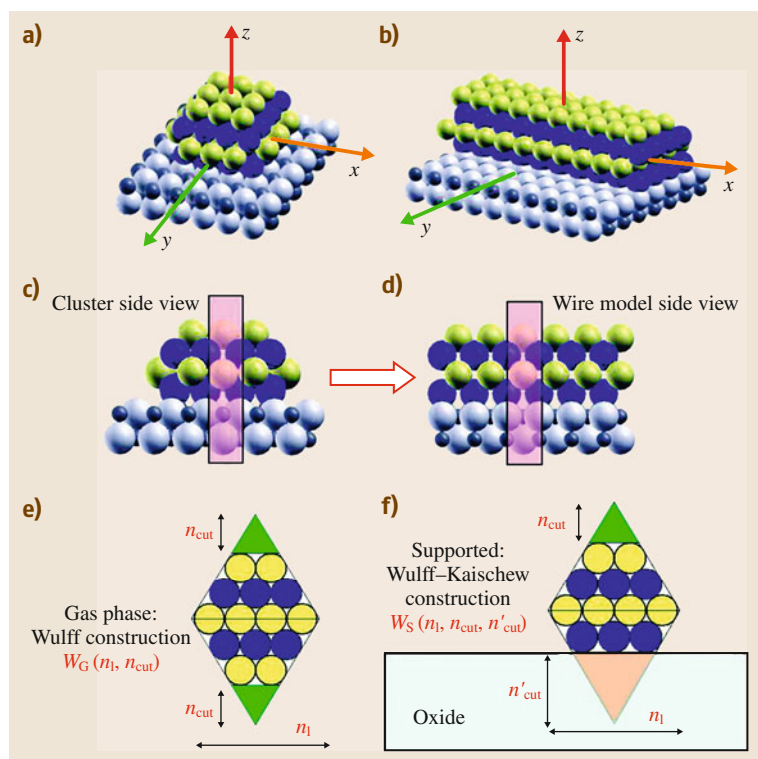 a)
z
x
y
b)
z
x
y
c)
Cluster side view
d)
Wire model side view
e)
n_cut
Gas phase:
Wulff construction
W_G (n_l, n_cut)
n_cut
n_l
f)
n_cut
Supported:
Wulff–Kaischew
construction
W_S (n_l, n_cut, n′_cut)
n′_cut
Oxide
n_l